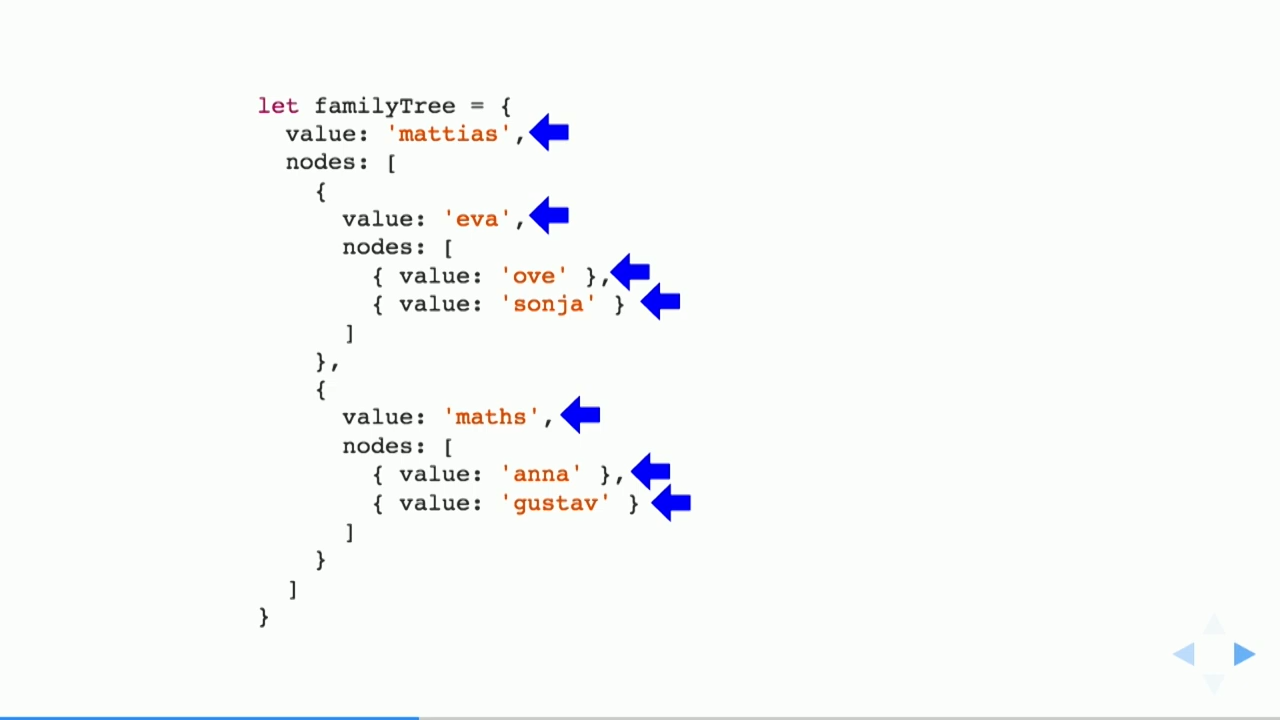 let familyTree = {
  value: 'mattias',
  nodes: [
    {
      value: 'eva',
      nodes: [
        { value: 'ove' },
        { value: 'sonja' }
      ]
    },
    {
      value: 'maths',
      nodes: [
        { value: 'anna' },
        { value: 'gustav' }
      ]
    }
  ]
}